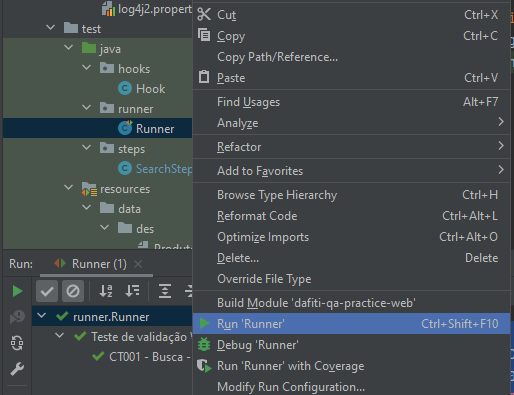 log4j2.propert
test
java
hooks
Hook
runner
Runner
steps
SearchStep
resources
data
des
Produt
Run:
Runner (1)
runner.Runner
Teste de validação
CT001 - Busca -
Cut Ctrl+X
Copy Ctrl+C
Copy Path/Reference...
Paste Ctrl+V
Find Usages Alt+F7
Analyze
Refactor
Add to Favorites
Browse Type Hierarchy Ctrl+H
Reformat Code Ctrl+Alt+L
Optimize Imports Ctrl+Alt+O
Delete... Delete
Override File Type
Build Module 'dafiti-qa-practice-web'
Run 'Runner' Ctrl+Shift+F10
Debug 'Runner'
Run 'Runner' with Coverage
Modify Run Configuration...